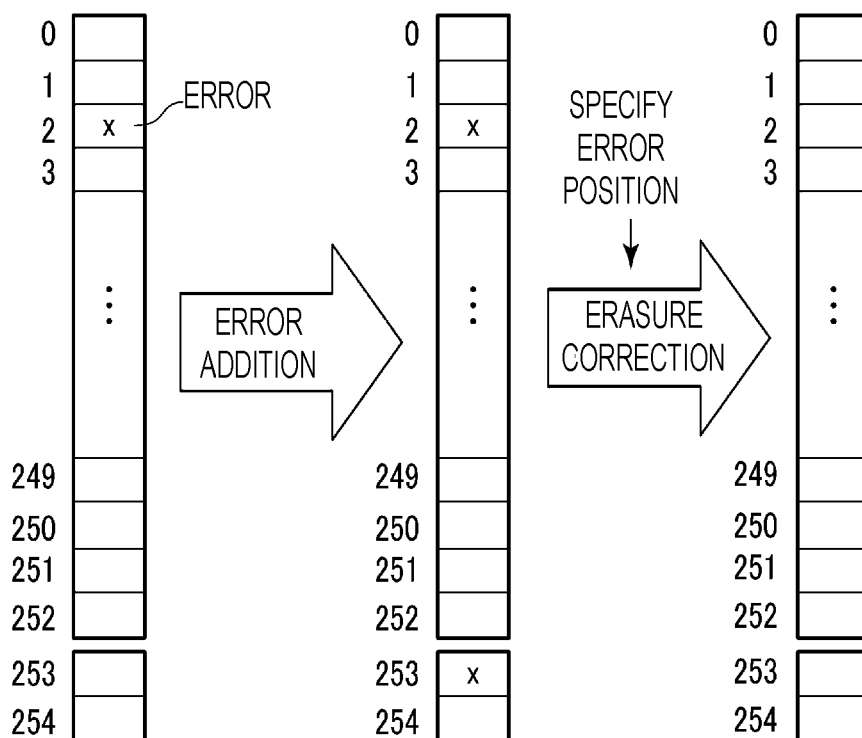 0
1
2
3
249
250
251
252
253
254
x
ERROR
ERROR
ADDITION
0
1
2
3
249
250
251
252
253
254
x
x
SPECIFY
ERROR
POSITION
ERASURE
CORRECTION
0
1
2
3
249
250
251
252
253
254